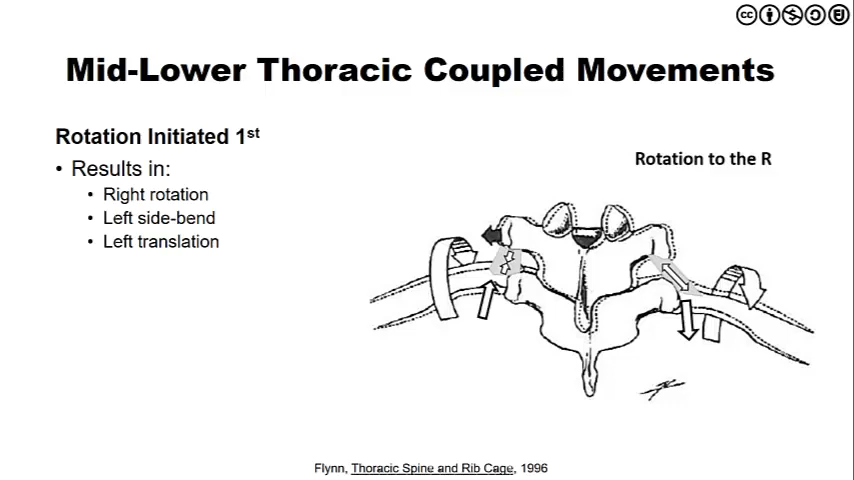 Mid-Lower Thoracic Coupled Movements
Rotation Initiated 1st
• Results in:
• Right rotation
• Left side-bend
• Left translation
Rotation to the R
Flynn, Thoracic Spine and Rib Cage, 1996